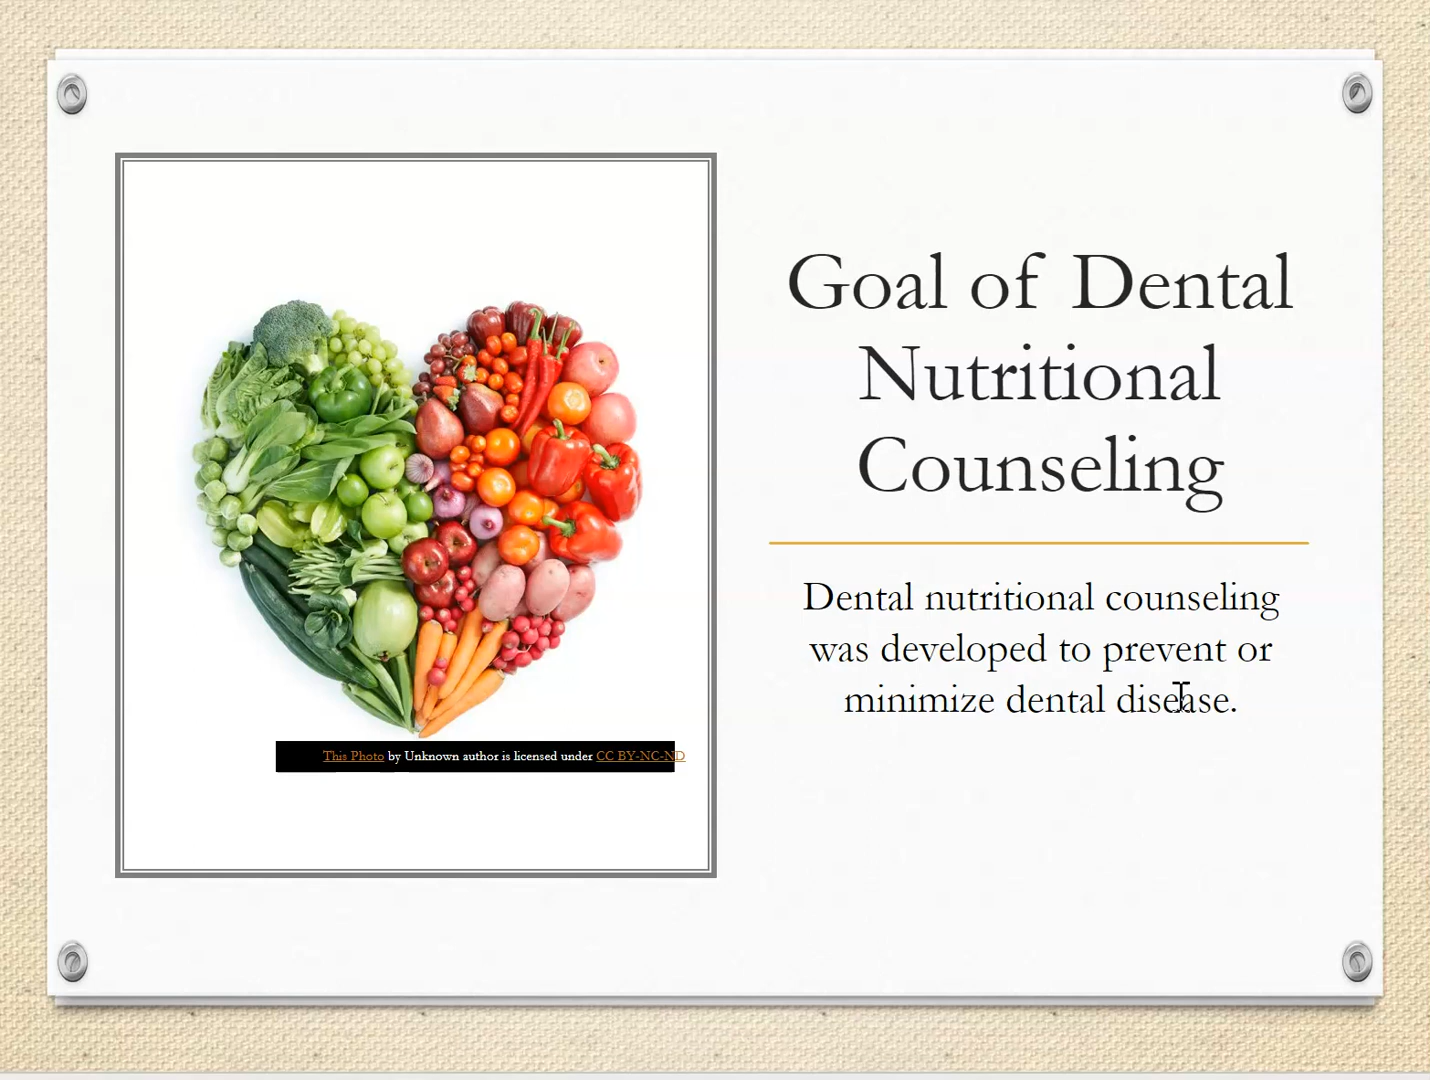 Goal of Dental
Nutritional
Counseling
Dental nutritional counseling
was developed to prevent or
minimize dental disease.
This Photo by Unknown author is licensed under CC BY-NC-ND